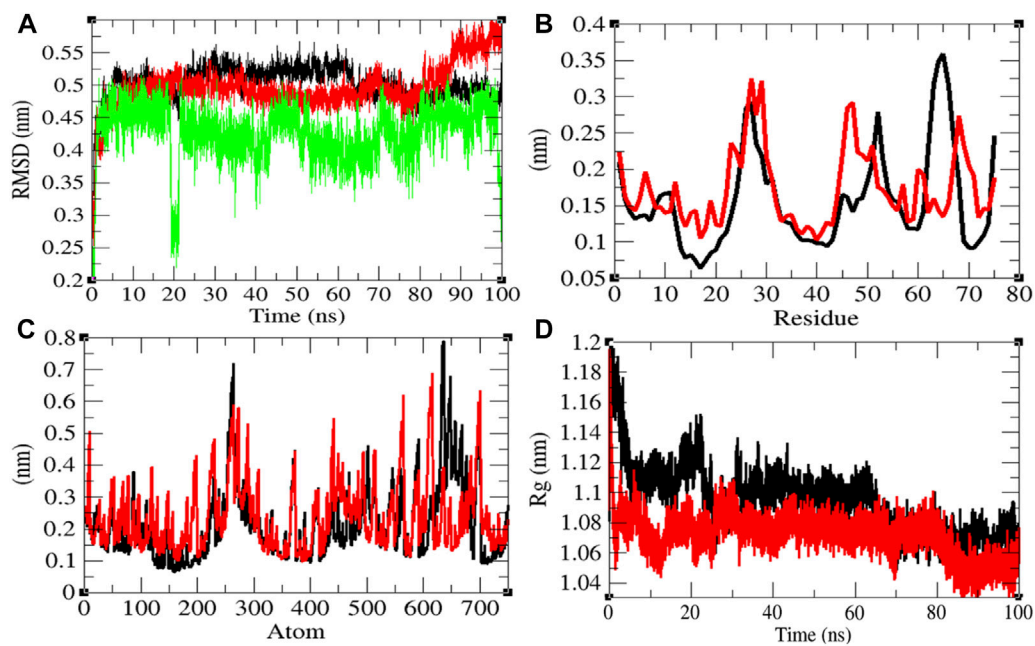 A
RMSD (nm)
0.55
0.5
0.45
0.4
0.35
0.3
0.25
0.2
0 10 20 30 40 50 60 70 80 90 100
Time (ns)
B
(nm)
0.4
0.35
0.3
0.25
0.2
0.15
0.1
0.05
0 10 20 30 40 50 60 70 80
Residue
C
(nm)
0.8
0.7
0.6
0.5
0.4
0.3
0.2
0.1
0
0 100 200 300 400 500 600 700
Atom
D
Rg (nm)
1.2
1.18
1.16
1.14
1.12
1.1
1.08
1.06
1.04
0 20 40 60 80 100
Time (ns)